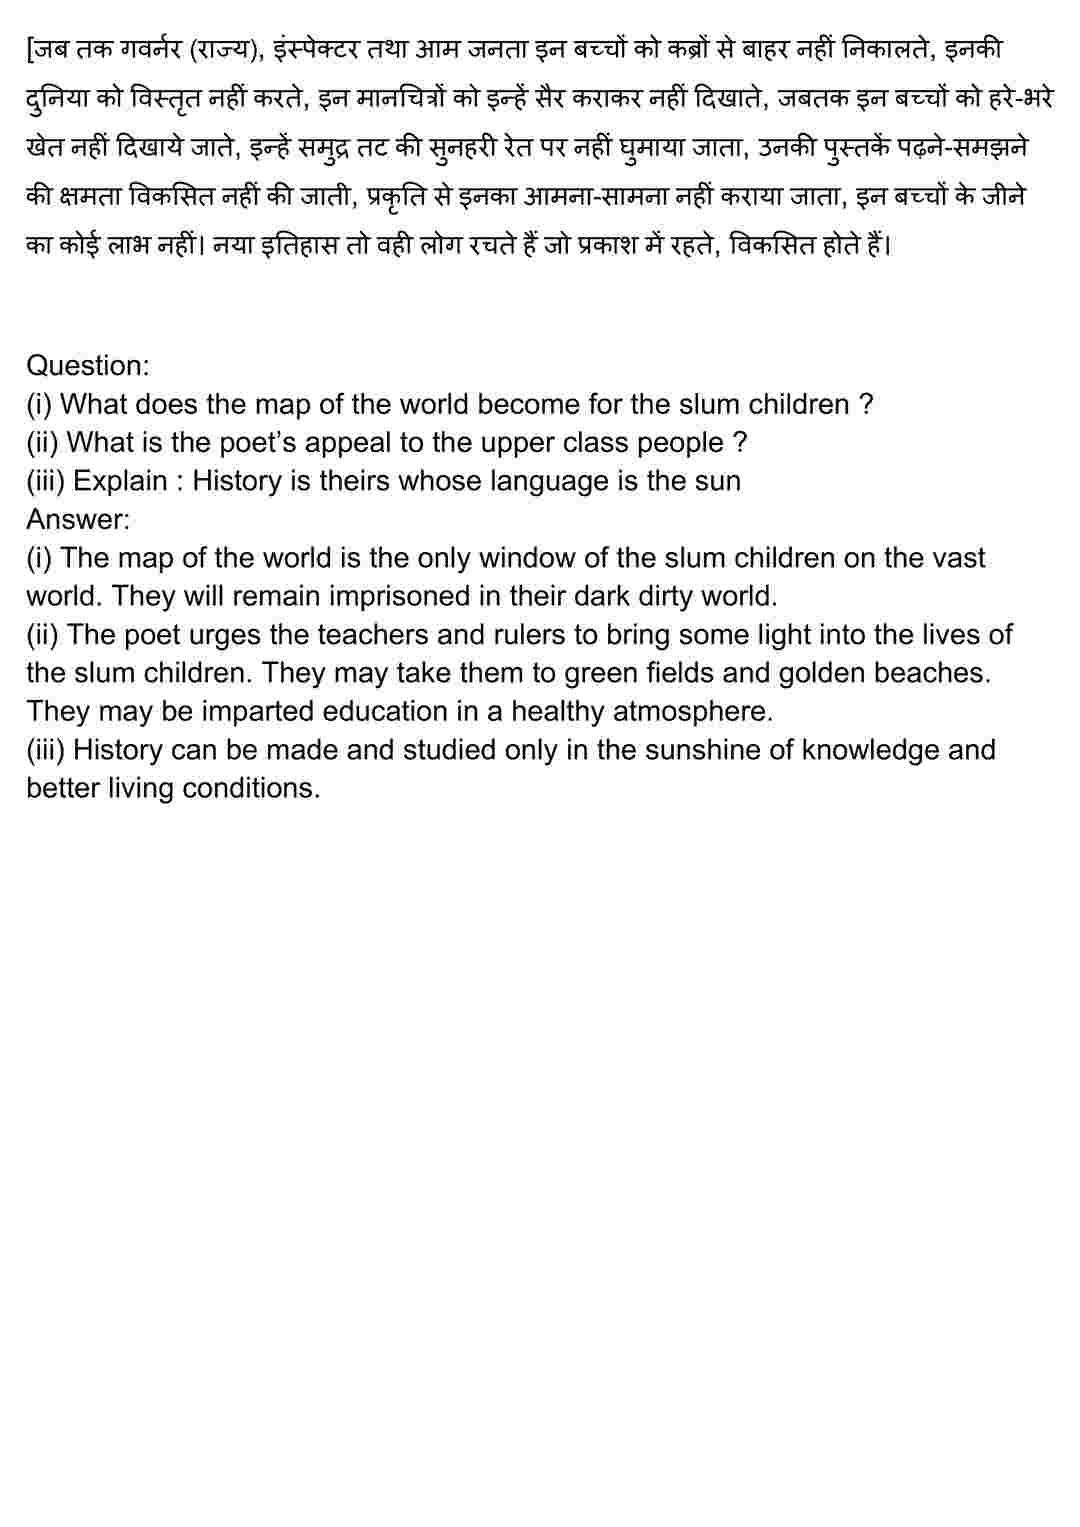 [जब तक गवर्नर (राज्य), इंस्पेक्टर तथा आम जनता इन बच्चों को कब्रों से बाहर नहीं निकालते, इनकी
दुनिया को विस्तृत नहीं करते, इन मानचित्रों को इन्हें सैर कराकर नहीं दिखाते, जबतक इन बच्चों को हरे-भरे
खेत नहीं दिखाये जाते, इन्हें समुद्र तट की सुनहरी रेत पर नहीं घुमाया जाता, उनकी पुस्तकें पढ़ने-समझने
की क्षमता विकसित नहीं की जाती, प्रकृति से इनका आमना-सामना नहीं कराया जाता, इन बच्चों के जीने
का कोई लाभ नहीं। नया इतिहास तो वही लोग रचते हैं जो प्रकाश में रहते, विकसित होते हैं।
Question:
(i) What does the map of the world become for the slum children ?
(ii) What is the poet’s appeal to the upper class people ?
(iii) Explain : History is theirs whose language is the sun
Answer:
(i) The map of the world is the only window of the slum children on the vast
world. They will remain imprisoned in their dark dirty world.
(ii) The poet urges the teachers and rulers to bring some light into the lives of
the slum children. They may take them to green fields and golden beaches.
They may be imparted education in a healthy atmosphere.
(iii) History can be made and studied only in the sunshine of knowledge and
better living conditions.